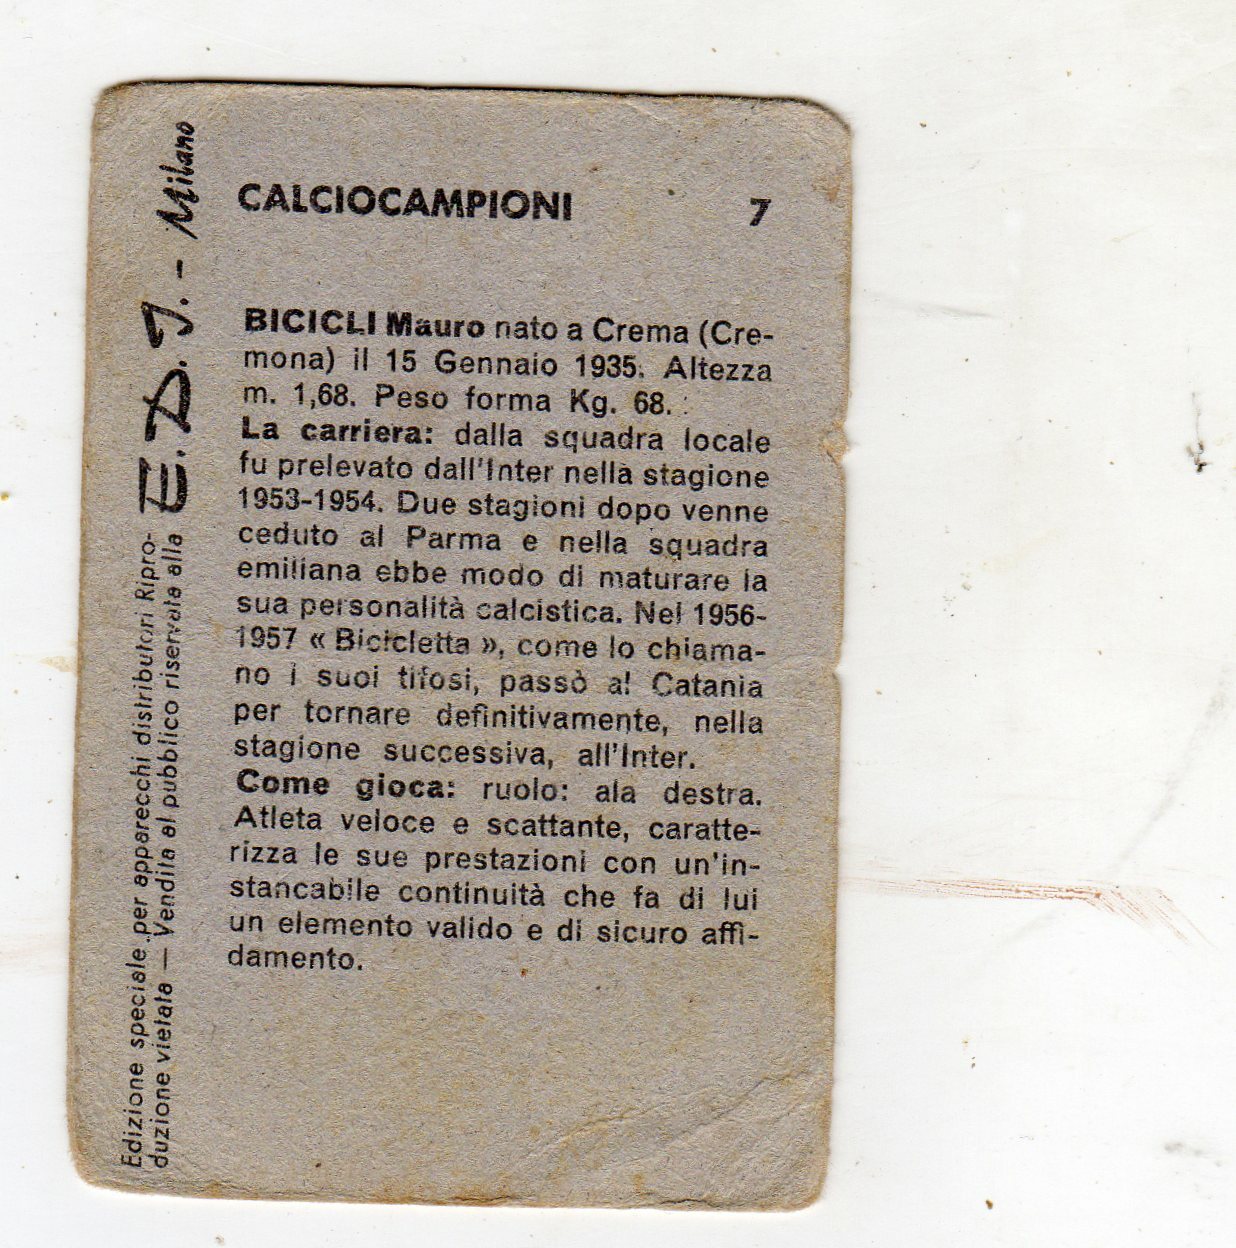 CALCIOCAMPIONI 7
BICICLI Mauro nato a Crema (Cre-
mona) il 15 Gennaio 1935. Altezza
m. 1,68. Peso forma Kg. 68.
La carriera: dalla squadra locale
fu prelevato dall'Inter nella stagione
1953-1954. Due stagioni dopo venne
ceduto al Parma e nella squadra
emiliana ebbe modo di maturare la
sua personalità calcistica. Nel 1956-
1957 « Bicicletta », come lo chiama-
no i suoi tifosi, passò al Catania
per tornare definitivamente, nella
stagione successiva, all'Inter.
Come gioca: ruolo: ala destra.
Atleta veloce e scattante, caratte-
rizza le sue prestazioni con un'in-
stancabile continuità che fa di lui
un elemento valido e di sicuro affi-
damento.
Edizione speciale per apparecchi distributori Ripro-
duzione vietata — Vendita al pubblico riservata alla
E. D. I. - Milano